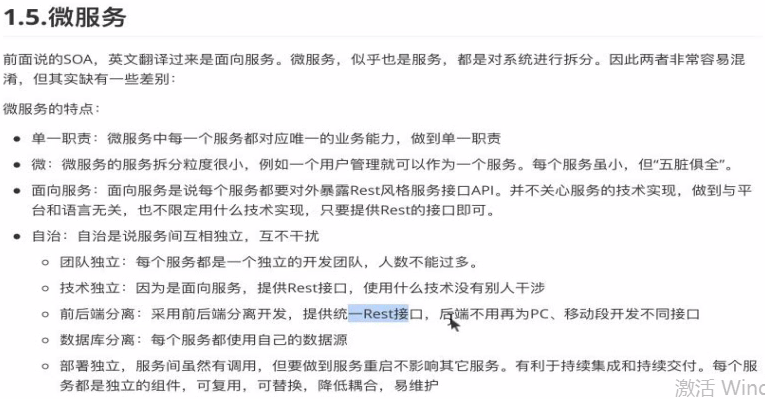 1.5.微服务
前面说的SOA，英文翻译过来是面向服务。微服务，似乎也是服务，都是对系统进行拆分。因此两者非常容易混
淆，但其实缺有一些差别：
微服务的特点：
单一职责：微服务中每一个服务都对应唯一的业务能力，做到单一职责
微：微服务的服务拆分粒度很小，例如一个用户管理就可以作为一个服务。每个服务虽小，但“五脏俱全”。
面向服务：面向服务是说每个服务都要对外暴露Rest风格服务接口API。并不关心服务的技术实现，做到与平
台和语言无关，也不限定用什么技术实现，只要提供Rest的接口即可。
自治：自治是说服务间互相独立，互不干扰
团队独立：每个服务都是一个独立的开发团队，人数不能过多。
技术独立：因为是面向服务，提供Rest接口，使用什么技术没有别人干涉
前后端分离：采用前后端分离开发，提供统一Rest接口，后端不用再为PC、移动段开发不同接口
数据库分离：每个服务都使用自己的数据源
部署独立，服务间虽然有调用，但要做到服务重启不影响其它服务。有利于持续集成和持续交付。每个服
务都是独立的组件，可复用，可替换，降低耦合，易维护
激活 Wind